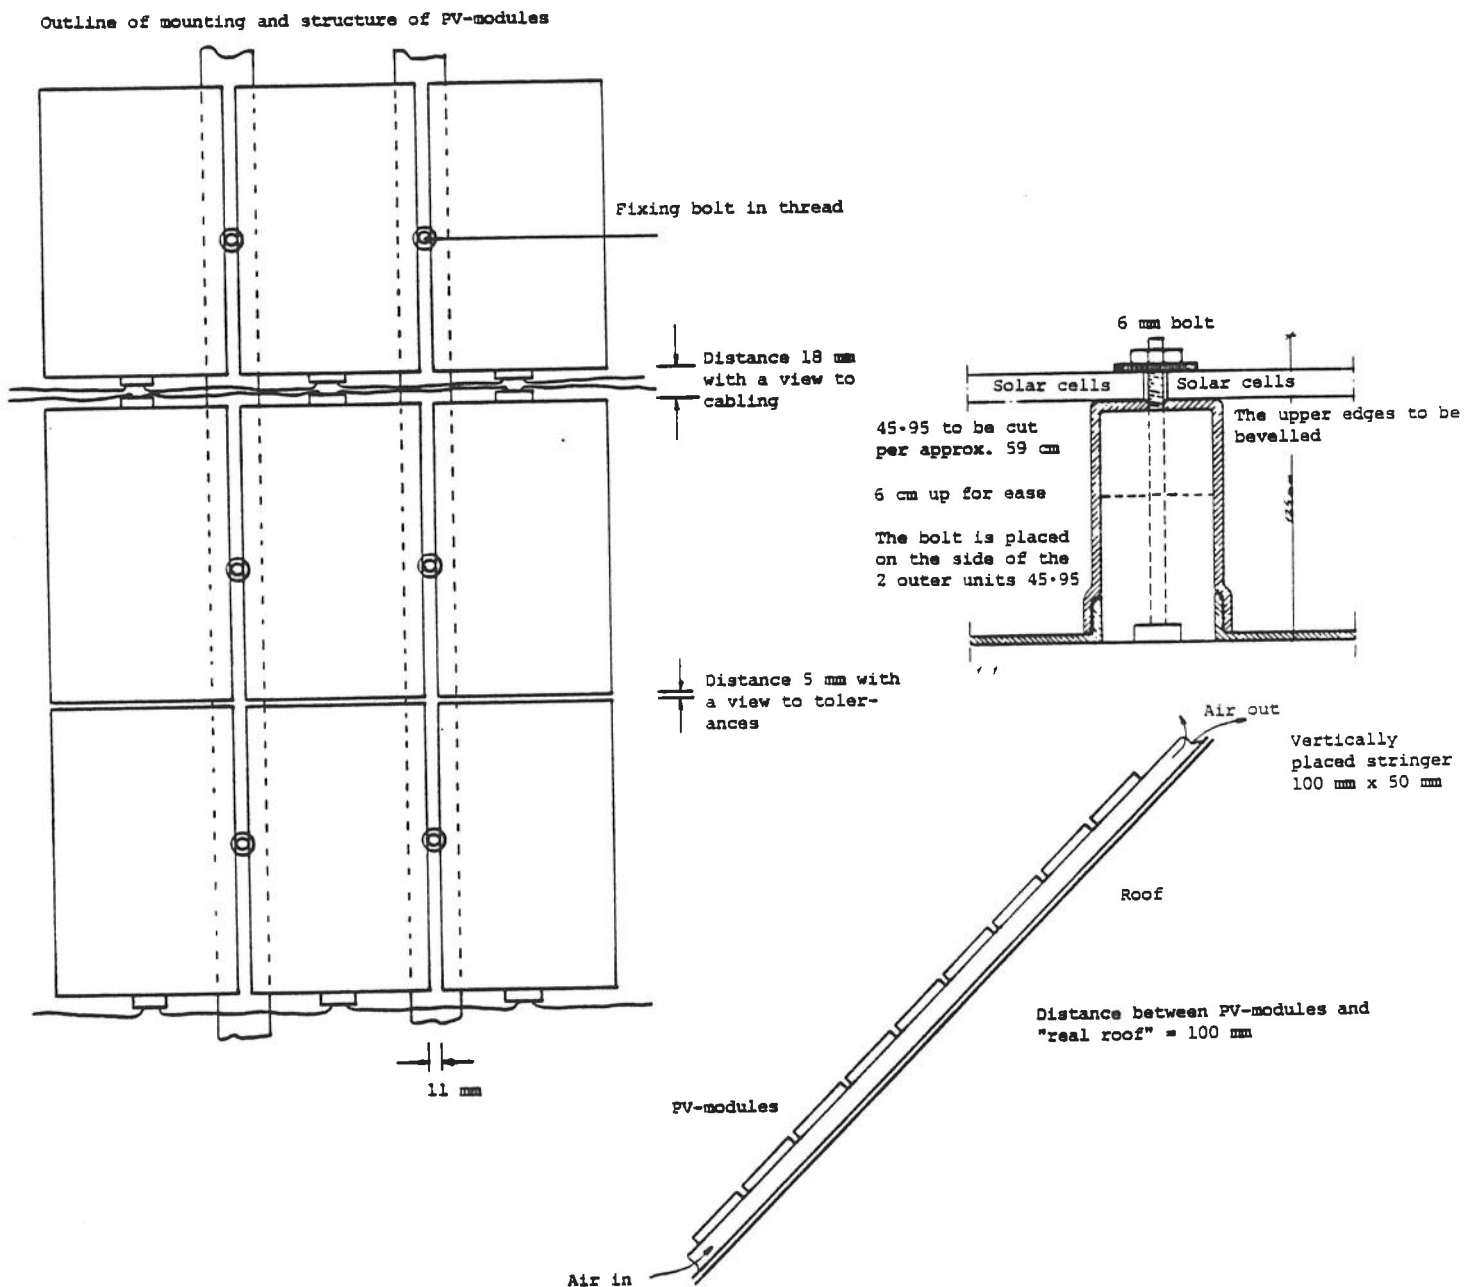 Outline of mounting and structure of PV-modules
Fixing bolt in thread
Distance 18 mm
with a view to
cabling
Distance 5 mm with
a view to toler-
ances
11 mm
6 mm bolt
Solar cells
Solar cells
The upper edges to be
bevelled
45·95 to be cut
per approx. 59 cm
6 cm up for ease
The bolt is placed
on the side of the
2 outer units 45·95
Air out
Vertically
placed stringer
100 mm x 50 mm
Roof
Distance between PV-modules and
"real roof" = 100 mm
PV-modules
Air in